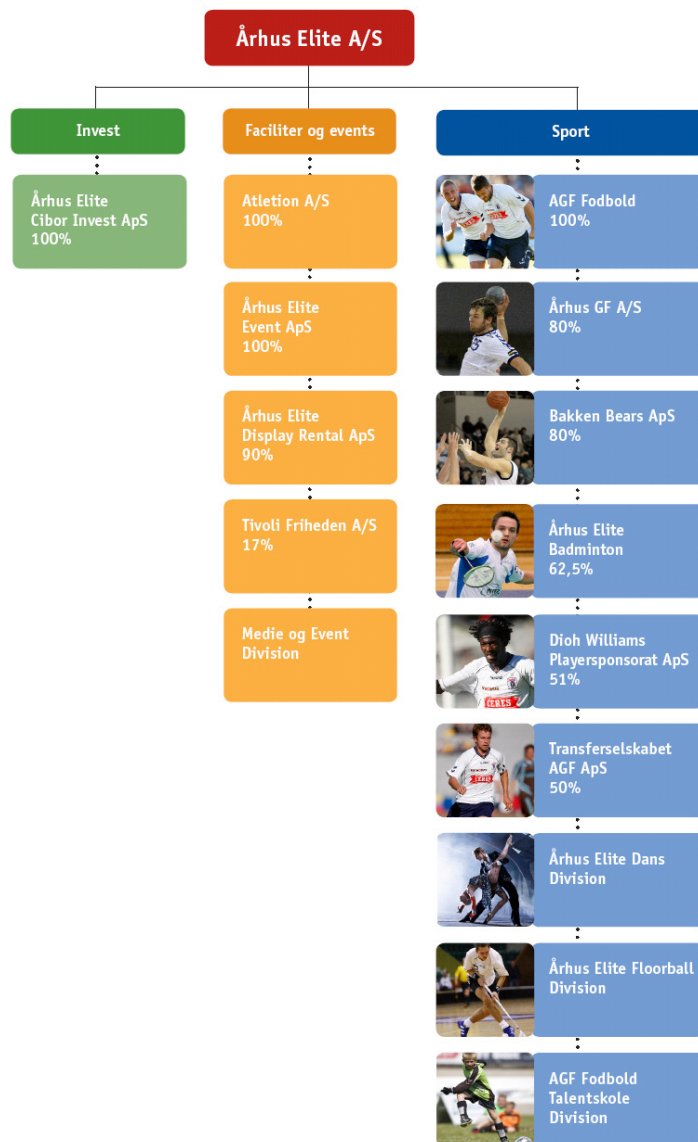 Århus Elite A/S
Invest
Faciliter og events
Sport
Århus Elite
Cibor Invest ApS
100%
Atletion A/S
100%
Århus Elite
Event ApS
100%
Århus Elite
Display Rental ApS
90%
Tivoli Friheden A/S
17%
Medie og Event
Division
AGF Fodbold
100%
Århus GF A/S
80%
Bakken Bears ApS
80%
Århus Elite
Badminton
62,5%
Dioh Williams
Playersponsorat ApS
51%
CERES
Transferselskabet
AGF ApS
50%
CERES
Århus Elite Dans
Division
Århus Elite Floorball
Division
AGF Fodbold
Talentskole
Division